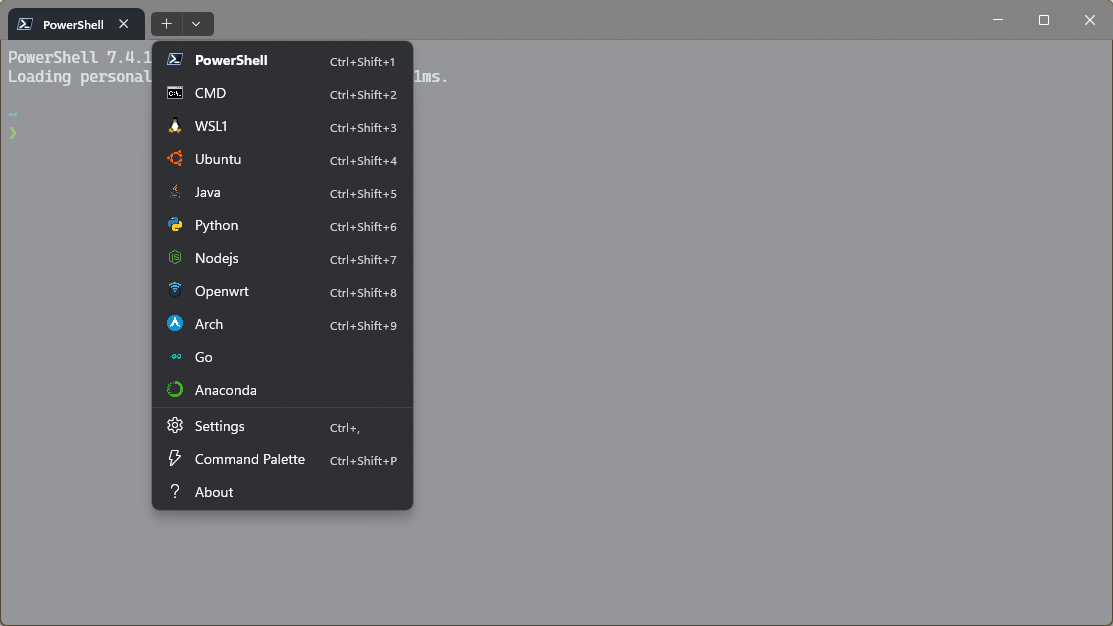 PowerShell
PowerShell 7.4.1
Loading personal 1ms.
~
❯
PowerShell Ctrl+Shift+1
CMD Ctrl+Shift+2
WSL1 Ctrl+Shift+3
Ubuntu Ctrl+Shift+4
Java Ctrl+Shift+5
Python Ctrl+Shift+6
Nodejs Ctrl+Shift+7
Openwrt Ctrl+Shift+8
Arch Ctrl+Shift+9
Go
Anaconda
Settings Ctrl+,
Command Palette Ctrl+Shift+P
About